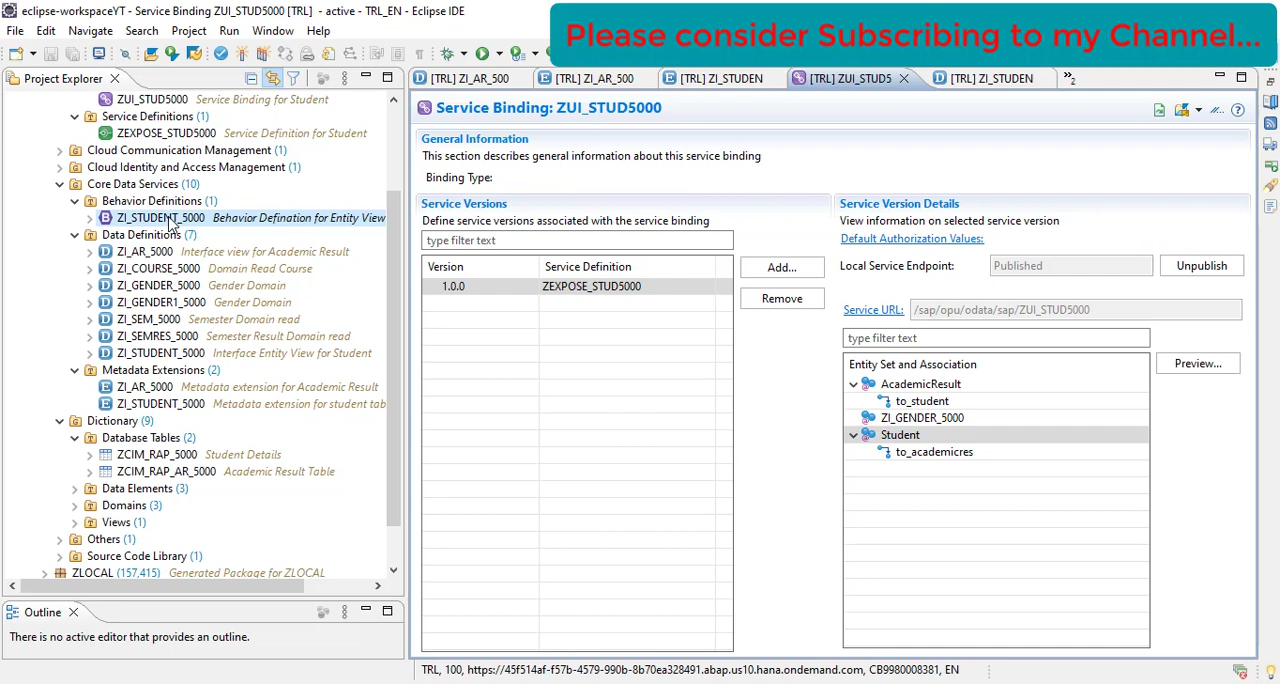 eclipse-workspaceYT - Service Binding ZUI_STUD5000 [TRL] - active - TRL_EN - Eclipse IDE
Please consider Subscribing to my Channel...
File Edit Navigate Search Project Run Window Help
Project Explorer
[TRL] ZI_AR_500
[TRL] ZI_AR_500
[TRL] ZI_STUDEN
[TRL] ZUI_STUD5
[TRL] ZI_STUDEN
»2
ZUI_STUD5000 Service Binding for Student
Service Definitions (1)
ZEXPOSE_STUD5000 Service Definition for Student
Cloud Communication Management (1)
Cloud Identity and Access Management (1)
Core Data Services (10)
Behavior Definitions (1)
ZI_STUDENT_5000 Behavior Defination for Entity View
Data Definitions (7)
ZI_AR_5000 Interface view for Academic Result
ZI_COURSE_5000 Domain Read Course
ZI_GENDER_5000 Gender Domain
ZI_GENDER1_5000 Gender Domain
ZI_SEM_5000 Semester Domain read
ZI_SEMRES_5000 Semester Result Domain read
ZI_STUDENT_5000 Interface Entity View for Student
Metadata Extensions (2)
ZI_AR_5000 Metadata extension for Academic Result
ZI_STUDENT_5000 Metadata extension for student tab
Dictionary (9)
Database Tables (2)
ZCIM_RAP_5000 Student Details
ZCIM_RAP_AR_5000 Academic Result Table
Data Elements (3)
Domains (3)
Views (1)
Others (1)
Source Code Library (1)
ZLOCAL (157,415) Generated Package for ZLOCAL
Outline
There is no active editor that provides an outline.
Service Binding: ZUI_STUD5000
General Information
This section describes general information about this service binding
Binding Type:
Service Versions
Define service versions associated with the service binding
type filter text
Version Service Definition
1.0.0 ZEXPOSE_STUD5000
Add...
Remove
Service Version Details
View information on selected service version
Default Authorization Values:
Local Service Endpoint: Published Unpublish
Service URL: /sap/opu/odata/sap/ZUI_STUD5000
type filter text
Entity Set and Association
Preview...
AcademicResult
to_student
ZI_GENDER_5000
Student
to_academicres
TRL, 100, https://45f514af-f57b-4579-990b-8b70ea328491.abap.us10.hana.ondemand.com, CB9980008381, EN